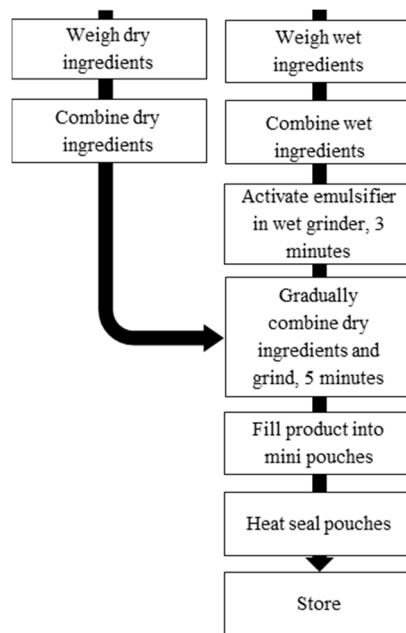 Weigh dry
ingredients
Combine dry
ingredients
Weigh wet
ingredients
Combine wet
ingredients
Activate emulsifier
in wet grinder, 3
minutes
Gradually
combine dry
ingredients and
grind, 5 minutes
Fill product into
mini pouches
Heat seal pouches
Store